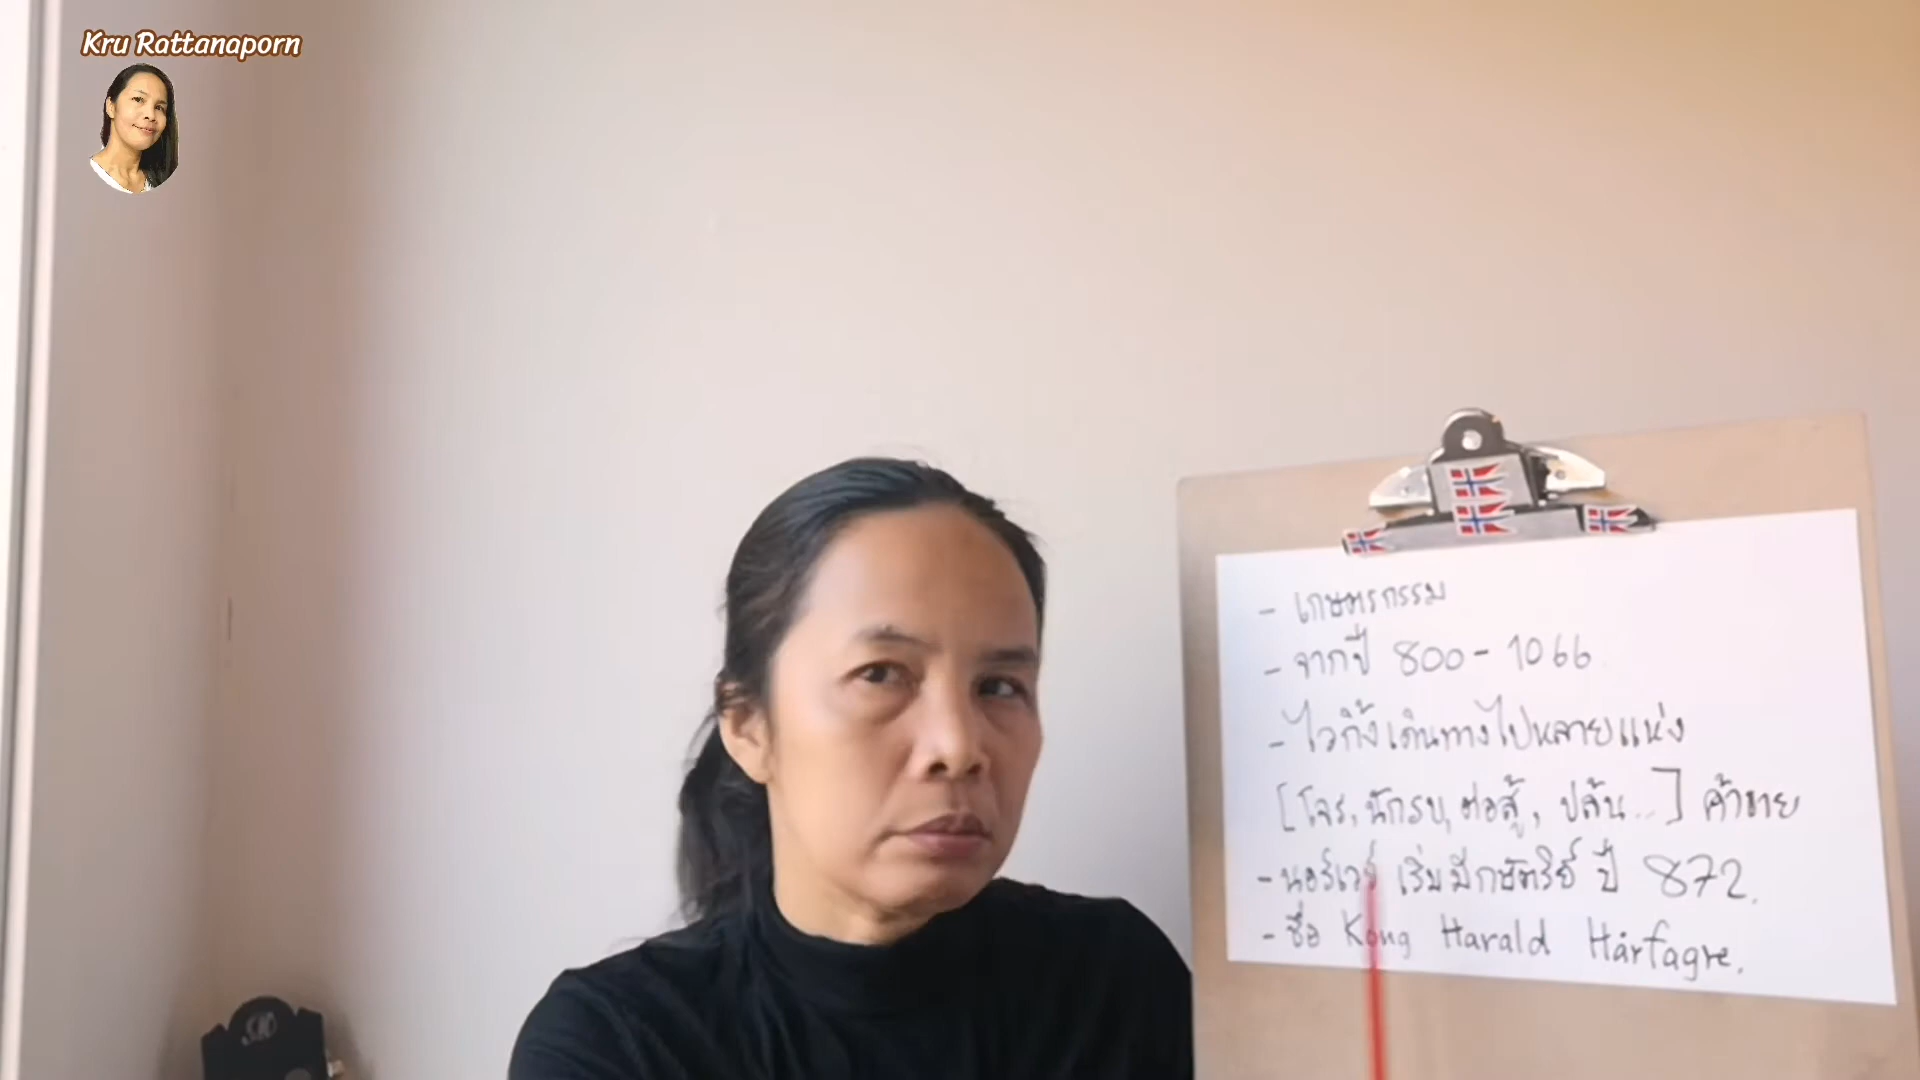 Kru Rattanaporn
- เกษตรกรรม
- จากปี 800 - 1066
- ไวกิ้งเดินทางไปหลายแห่ง
[โจร, นักรบ, ต่อสู้, ปล้น...] ค้าขาย
- นอร์เวย์ เริ่มมีกษัตริย์ ปี 872.
- ชื่อ Kong Harald Hårfagre.